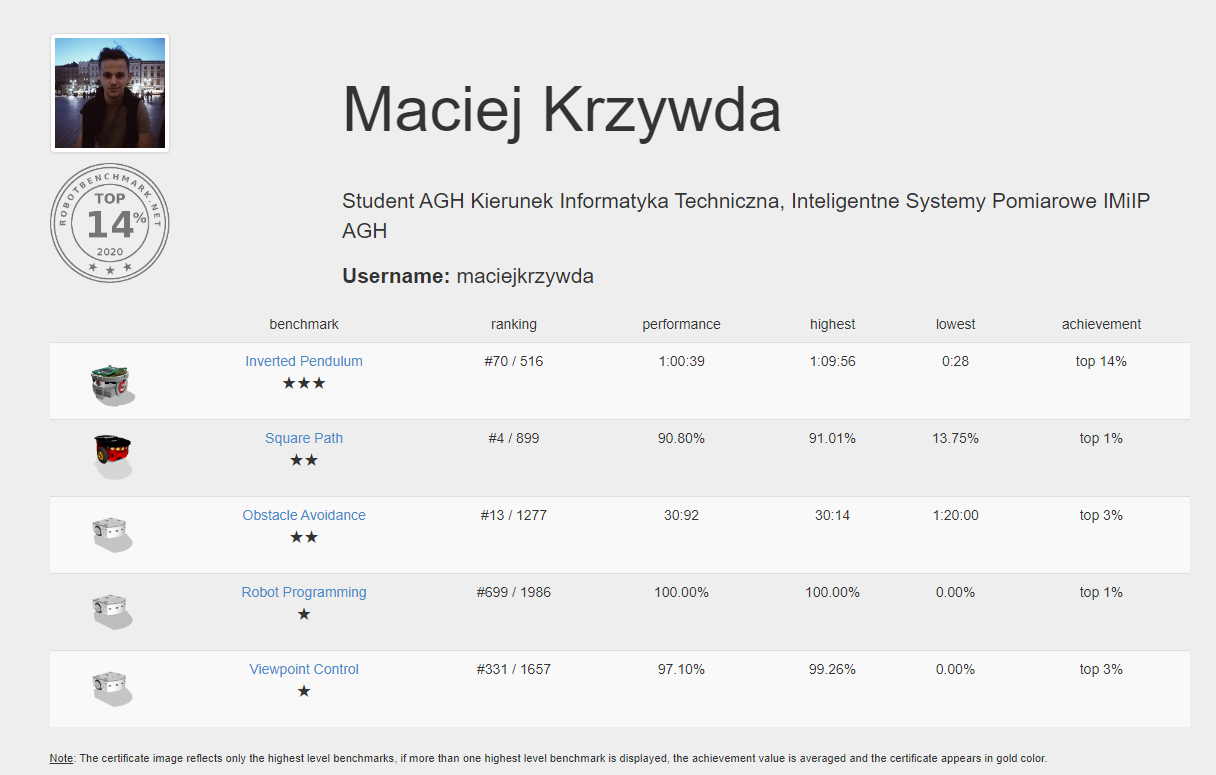 Maciej Krzywda
ROBOTBENCHMARK.NET
TOP
14%
2020
Student AGH Kierunek Informatyka Techniczna, Inteligentne Systemy Pomiarowe IMiIP
AGH
Username: maciejkrzywda
benchmark ranking performance highest lowest achievement
Inverted Pendulum #70 / 516 1:00:39 1:09:56 0:28 top 14%
★★★
Square Path #4 / 899 90.80% 91.01% 13.75% top 1%
★★
Obstacle Avoidance #13 / 1277 30:92 30:14 1:20:00 top 3%
★★
Robot Programming #699 / 1986 100.00% 100.00% 0.00% top 1%
★
Viewpoint Control #331 / 1657 97.10% 99.26% 0.00% top 3%
★
Note: The certificate image reflects only the highest level benchmarks, if more than one highest level benchmark is displayed, the achievement value is averaged and the certificate appears in gold color.